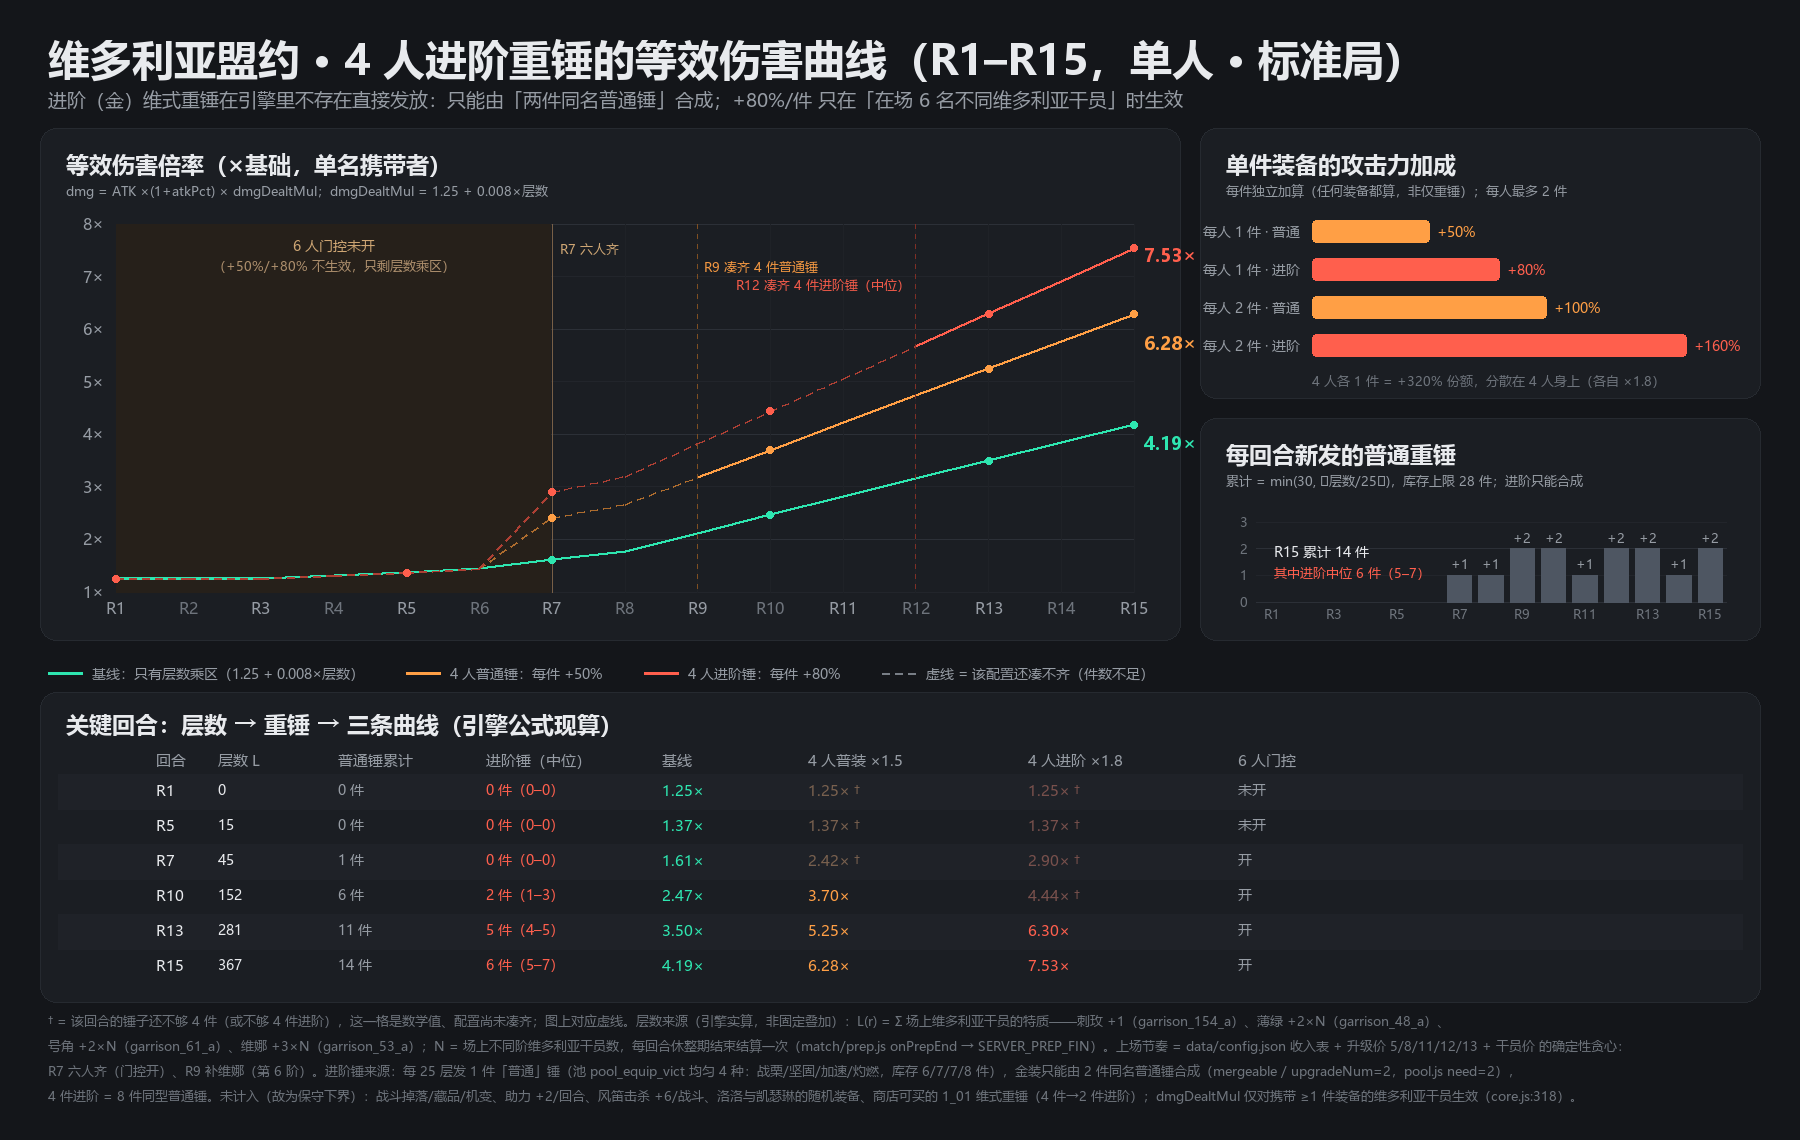 维多利亚盟约 • 4 人进阶重锤的等效伤害曲线（R1–R15，单人 • 标准局）
进阶（金）维式重锤在引擎里不存在直接发放：只能由「两件同名普通锤」合成；+80%/件 只在「在场 6 名不同维多利亚干员」时生效
等效伤害倍率（×基础，单名携带者）
dmg = ATK ×(1+atkPct) × dmgDealtMul；dmgDealtMul = 1.25 + 0.008×层数
8×
7×
6×
5×
4×
3×
2×
1×
6 人门控未开
（+50%/+80% 不生效，只剩层数乘区）
R7 六人齐
R9 凑齐 4 件普通锤
R12 凑齐 4 件进阶锤（中位）
7.53×
6.28×
4.19×
R1 R2 R3 R4 R5 R6 R7 R8 R9 R10 R11 R12 R13 R14 R15
单件装备的攻击力加成
每件独立加算（任何装备都算，非仅重锤）；每人最多 2 件
每人 1 件 · 普通 +50%
每人 1 件 · 进阶 +80%
每人 2 件 · 普通 +100%
每人 2 件 · 进阶 +160%
4 人各 1 件 = +320% 份额，分散在 4 人身上（各自 ×1.8）
每回合新发的普通重锤
累计 = min(30, ▯层数/25▯)，库存上限 28 件；进阶只能合成
3
2
1
0
R15 累计 14 件
其中进阶中位 6 件（5–7）
+1 +1 +2 +2 +1 +2 +2 +1 +2
R1 R3 R5 R7 R9 R11 R13 R15
基线：只有层数乘区（1.25 + 0.008×层数） 4 人普通锤：每件 +50% 4 人进阶锤：每件 +80% 虚线 = 该配置还凑不齐（件数不足）
关键回合：层数 → 重锤 → 三条曲线（引擎公式现算）
回合 层数 L 普通锤累计 进阶锤（中位） 基线 4 人普装 ×1.5 4 人进阶 ×1.8 6 人门控
R1 0 0 件 0 件（0–0） 1.25× 1.25× † 1.25× † 未开
R5 15 0 件 0 件（0–0） 1.37× 1.37× † 1.37× † 未开
R7 45 1 件 0 件（0–0） 1.61× 2.42× † 2.90× † 开
R10 152 6 件 2 件（1–3） 2.47× 3.70× 4.44× † 开
R13 281 11 件 5 件（4–5） 3.50× 5.25× 6.30× 开
R15 367 14 件 6 件（5–7） 4.19× 6.28× 7.53× 开
† = 该回合的锤子还不够 4 件（或不够 4 件进阶），这一格是数学值、配置尚未凑齐；图上对应虚线。层数来源（引擎实算，非固定叠加）：L(r) = Σ 场上维多利亚干员的特质——刺玫 +1（garrison_154_a）、薄绿 +2×N（garrison_48_a）、
号角 +2×N（garrison_61_a）、维娜 +3×N（garrison_53_a）；N = 场上不同阶维多利亚干员数，每回合休整期结束结算一次（match/prep.js onPrepEnd → SERVER_PREP_FIN）。上场节奏 = data/config.json 收入表 + 升级价 5/8/11/12/13 + 干员价 的确定性贪心：
R7 六人齐（门控开）、R9 补维娜（第 6 阶）。进阶锤来源：每 25 层发 1 件「普通」锤（池 pool_equip_vict 均匀 4 种：战栗/坚固/加速/灼燃，库存 6/7/7/8 件），金装只能由 2 件同名普通锤合成（mergeable / upgradeNum=2，pool.js need=2），
4 件进阶 = 8 件同型普通锤。未计入（故为保守下界）：战斗掉落/藏品/机变、助力 +2/回合、风笛击杀 +6/战斗、洛洛与凯瑟琳的随机装备、商店可买的 1_01 维式重锤（4 件→2 件进阶）；dmgDealtMul 仅对携带 ≥1 件装备的维多利亚干员生效（core.js:318）。